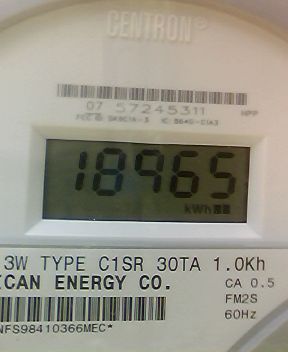 CENTRON®
07 57245311 HPP
18965
kWh
3W TYPE C1SR 30TA 1.0Kh
ICAN ENERGY CO. CA 0.5
FM2S
60Hz
NFS98410366MEC*